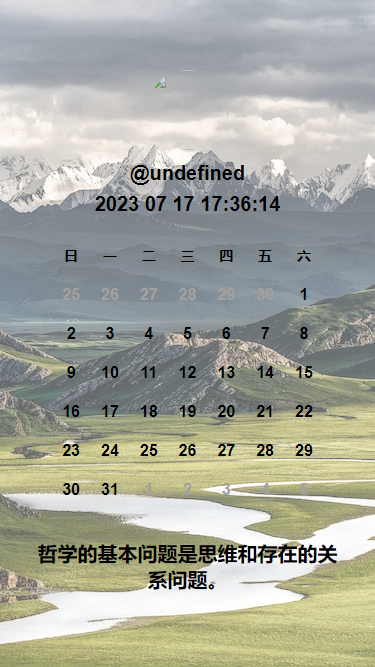 @undefined
2023 07 17 17:36:14
日 一 二 三 四 五 六
25 26 27 28 29 30 1
2 3 4 5 6 7 8
9 10 11 12 13 14 15
16 17 18 19 20 21 22
23 24 25 26 27 28 29
30 31 1 2 3 4 5
哲学的基本问题是思维和存在的关
系问题。